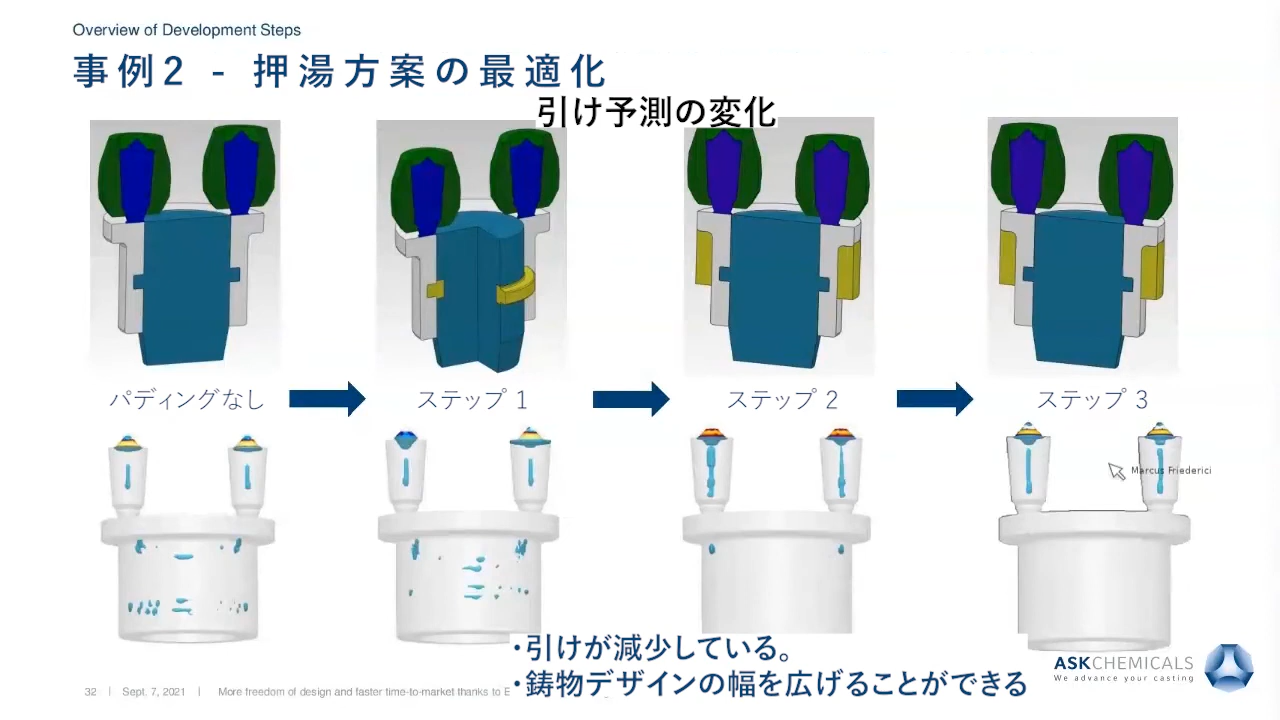 Overview of Development Steps
事例2 - 押湯方案の最適化
引け予測の変化
パディングなし
ステップ 1
ステップ 2
ステップ 3
Marcus Friederici
・引けが減少している。
・鋳物デザインの幅を広げることができる
ASKCHEMICALS
We advance your casting
32 | Sept. 7, 2021 | More freedom of design and faster time-to-market thanks to E